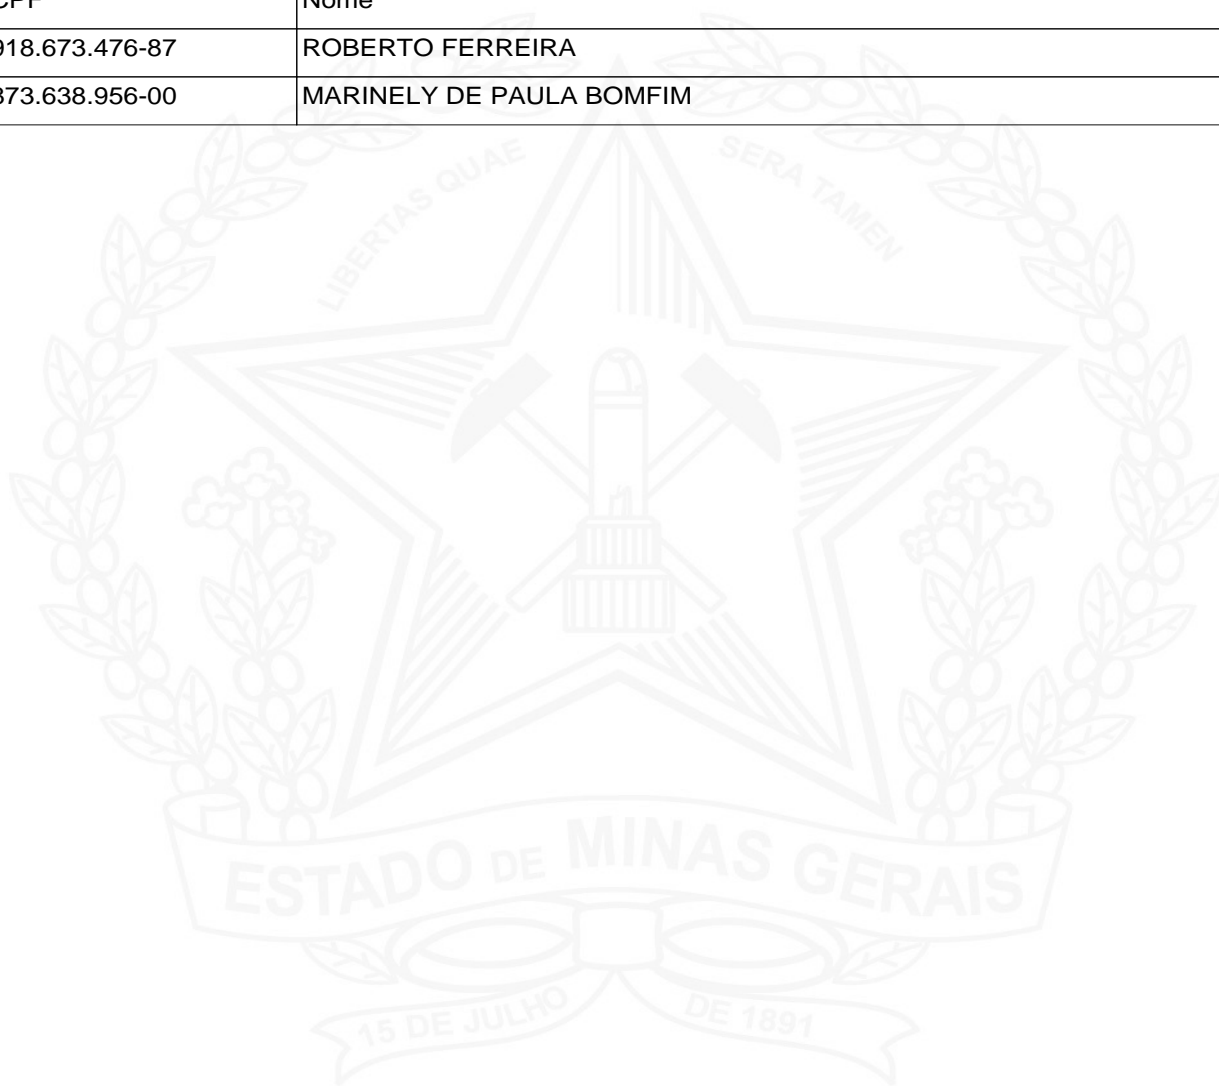 CPF Nome
918.673.476-87 ROBERTO FERREIRA
873.638.956-00 MARINELY DE PAULA BOMFIM
LIBERTAS QUAE SERA TAMEN
ESTADO DE MINAS GERAIS
15 DE JULHO DE 1891